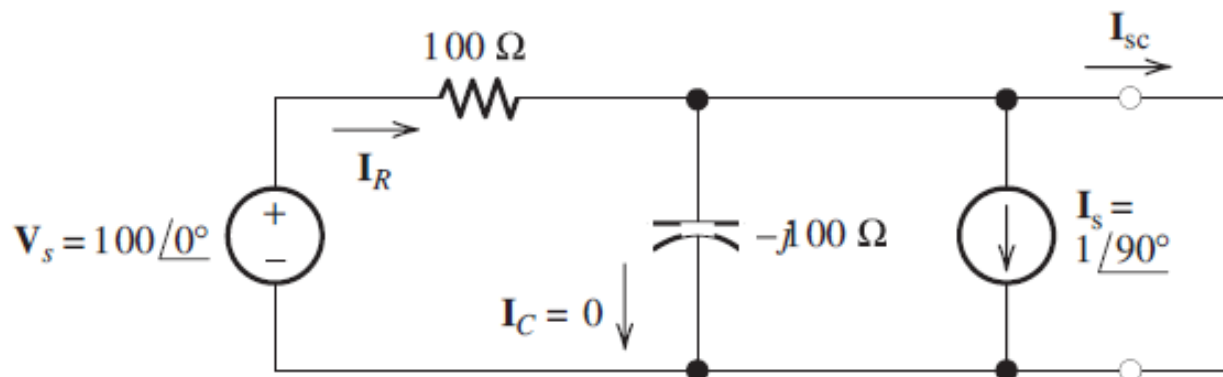 100 Ω
I_sc
I_R
V_s = 100∠0°
+
−
−j100 Ω
I_s =
1∠90°
I_C = 0